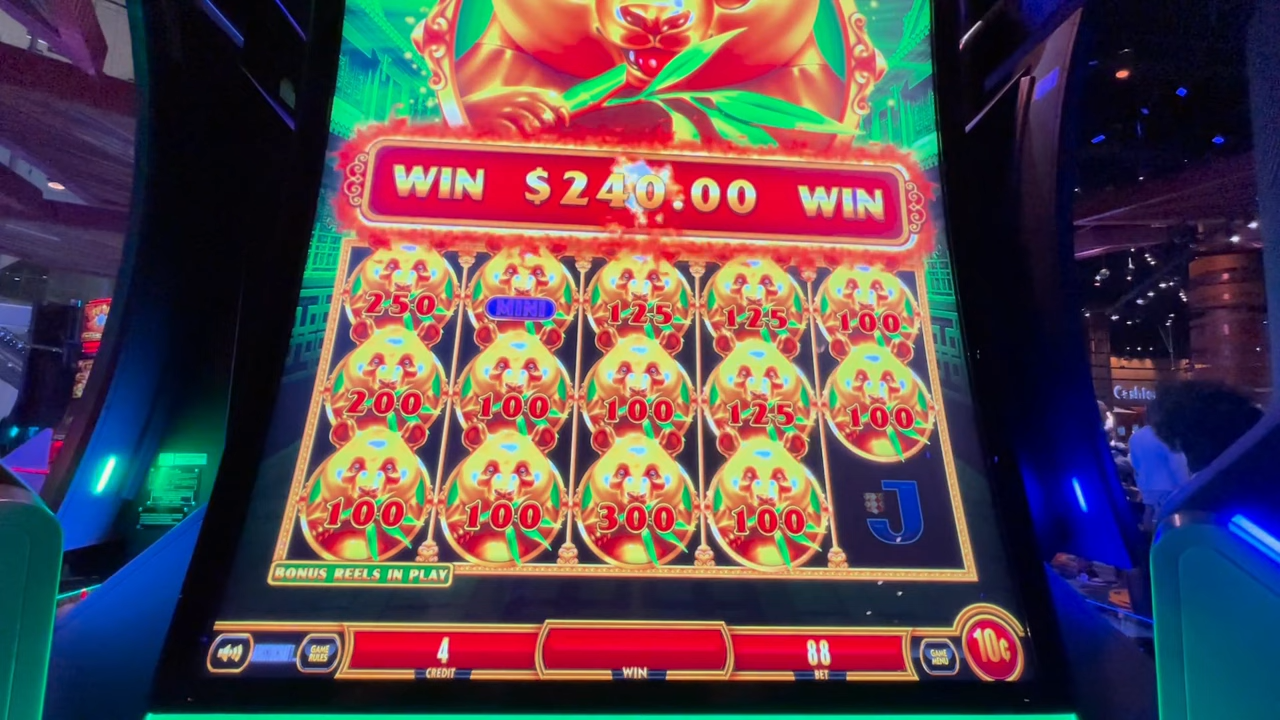 WIN $240.00 WIN
250 MINI 125 125 100
200 100 100 125 100
100 100 300 100 J
BONUS REELS IN PLAY
GAME RULES
4
CREDIT
WIN
88
BET
GAME MENU
10¢
Cashier